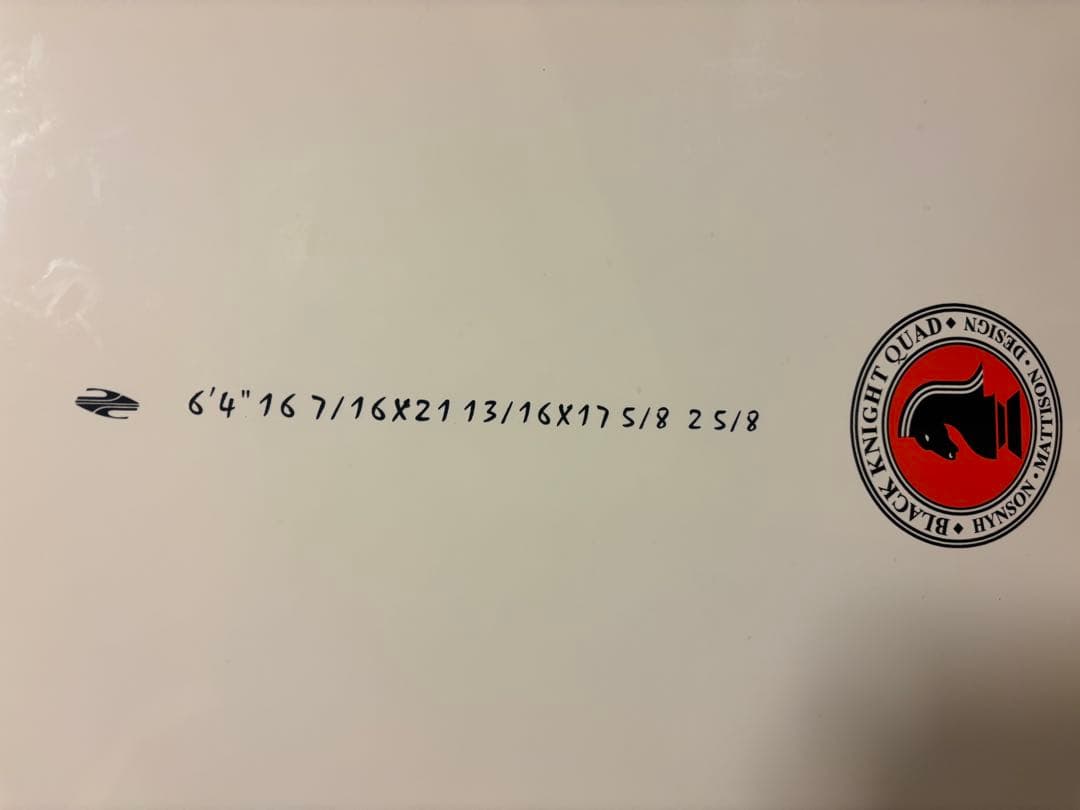 6'4" 16 7/16X21 13/16X17 5/8 2 5/8
BLACK KNIGHT QUAD ◆ DESIGN • MATTISON • HYNSON ◆